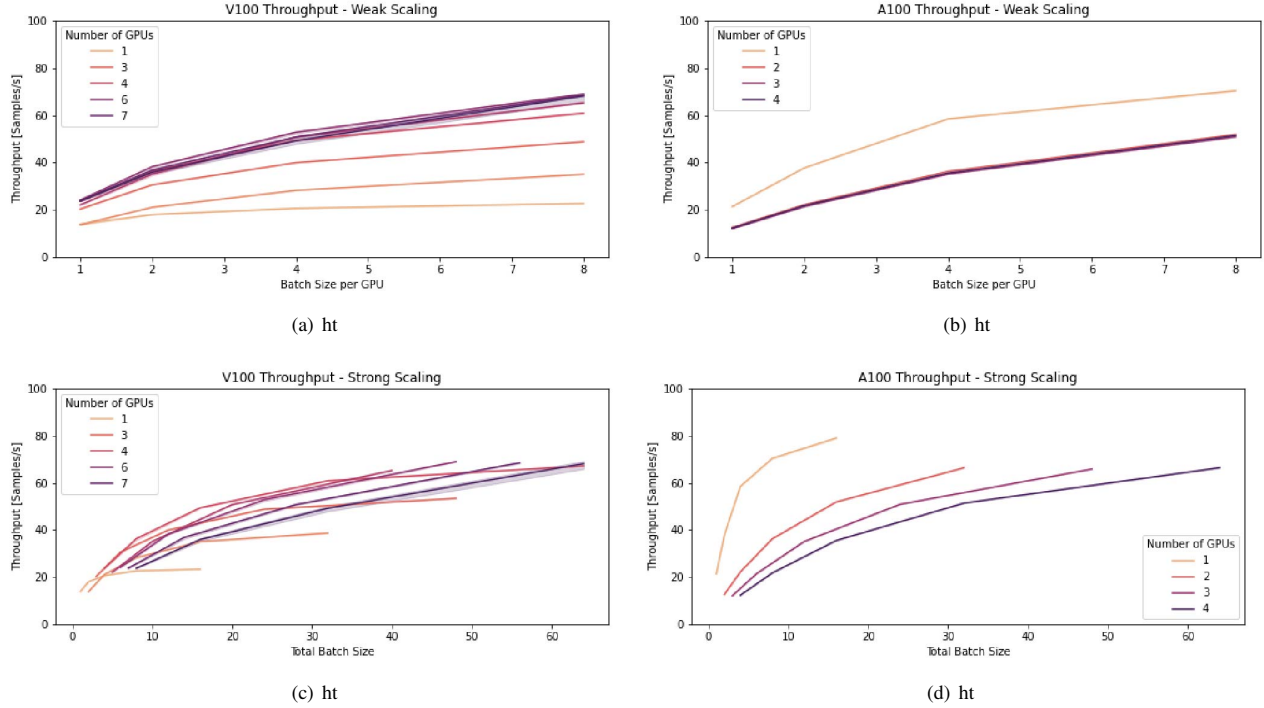 V100 Throughput - Weak Scaling
100
80
60
40
20
0
Throughput [Samples/s]
Number of GPUs
1
3
4
6
7
1 2 3 4 5 6 7 8
Batch Size per GPU
(a) ht
A100 Throughput - Weak Scaling
100
80
60
40
20
0
Throughput [Samples/s]
Number of GPUs
1
2
3
4
1 2 3 4 5 6 7 8
Batch Size per GPU
(b) ht
V100 Throughput - Strong Scaling
100
80
60
40
20
0
Throughput [Samples/s]
Number of GPUs
1
3
4
6
7
0 10 20 30 40 50 60
Total Batch Size
(c) ht
A100 Throughput - Strong Scaling
100
80
60
40
20
0
Throughput [Samples/s]
Number of GPUs
1
2
3
4
0 10 20 30 40 50 60
Total Batch Size
(d) ht